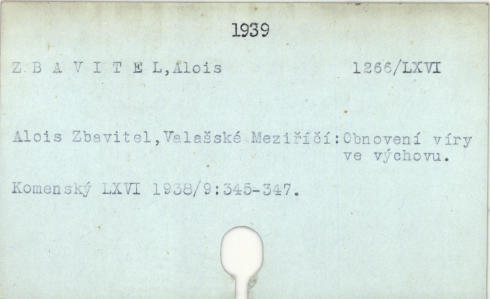 1939
Z B A V I T E L,Alois 1266/LXVI
Alois Zbavitel,Valašské Meziříčí:Obnovení víry
ve výchovu.
Komenský LXVI 1938/9:345-347.